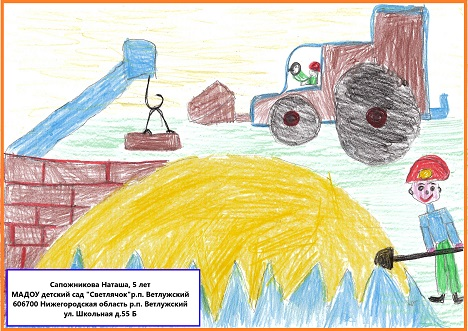 Сапожникова Наташа, 5 лет
МАДОУ детский сад "Светлячок"р.п. Ветлужский
606700 Нижегородская область р.п. Ветлужский
ул. Школьная д.55 Б